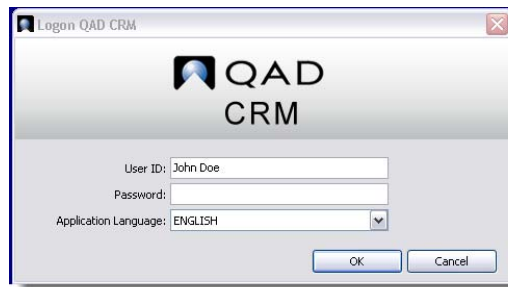 Logon QAD CRM
QAD
CRM
User ID: John Doe
Password:
Application Language: ENGLISH
OK Cancel